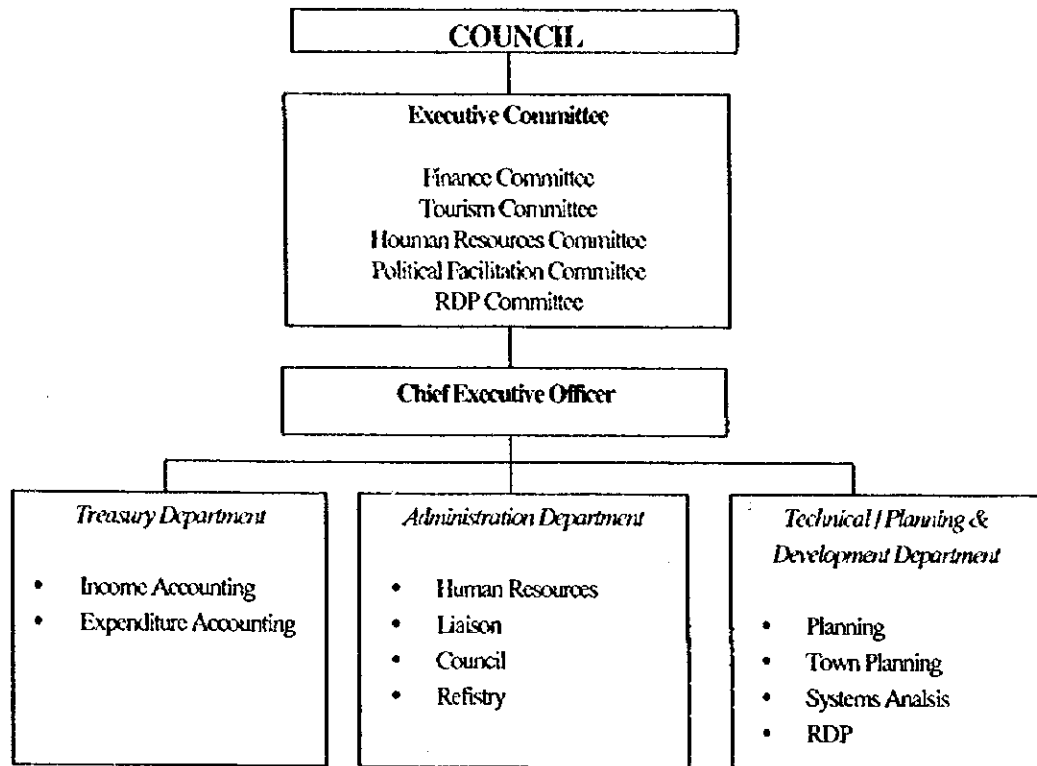 COUNCIL
Executive Committee
Finance Committee
Tourism Committee
Houman Resources Committee
Political Facilitation Committee
RDP Committee
Chief Executive Officer
Treasury Department
• Income Accounting
• Expenditure Accounting
Administration Department
• Human Resources
• Liaison
• Council
• Refistry
Technical / Planning &
Development Department
• Planning
• Town Planning
• Systems Analsis
• RDP